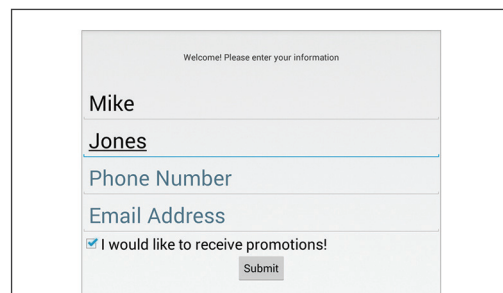 Welcome! Please enter your information
Mike
Jones
Phone Number
Email Address
I would like to receive promotions!
Submit